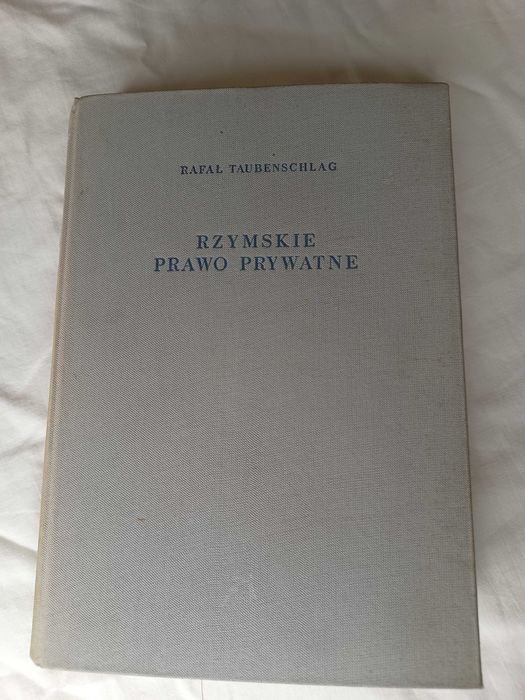 RAFAŁ TAUBENSCHLAG
RZYMSKIE
PRAWO PRYWATNE